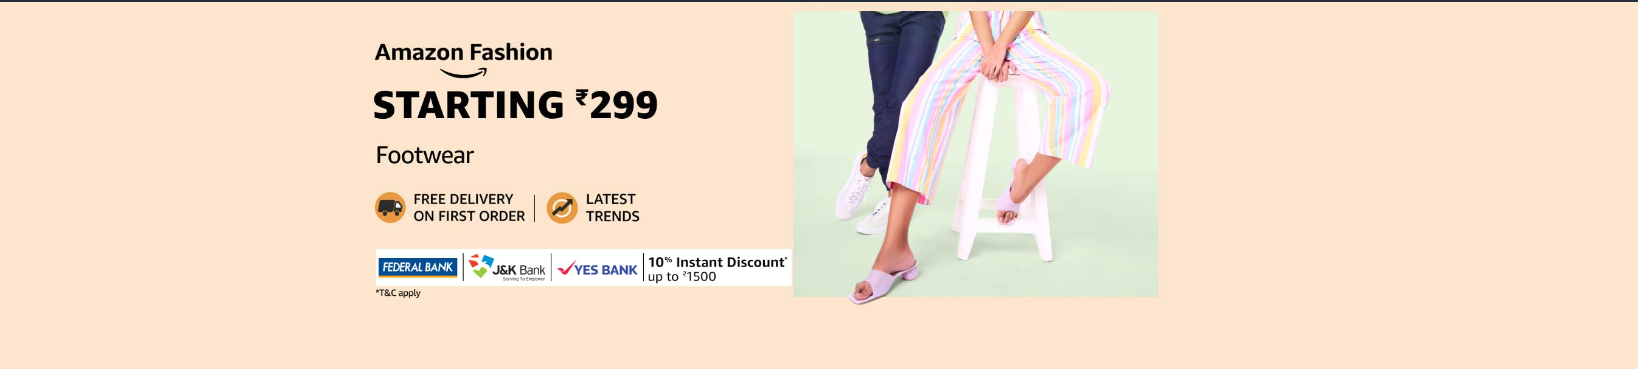 Amazon Fashion
STARTING ₹299
Footwear
FREE DELIVERY
ON FIRST ORDER
LATEST
TRENDS
FEDERAL BANK
J&K Bank
Serving To Empower
YES BANK
10% Instant Discount*
up to ₹1500
*T&C apply